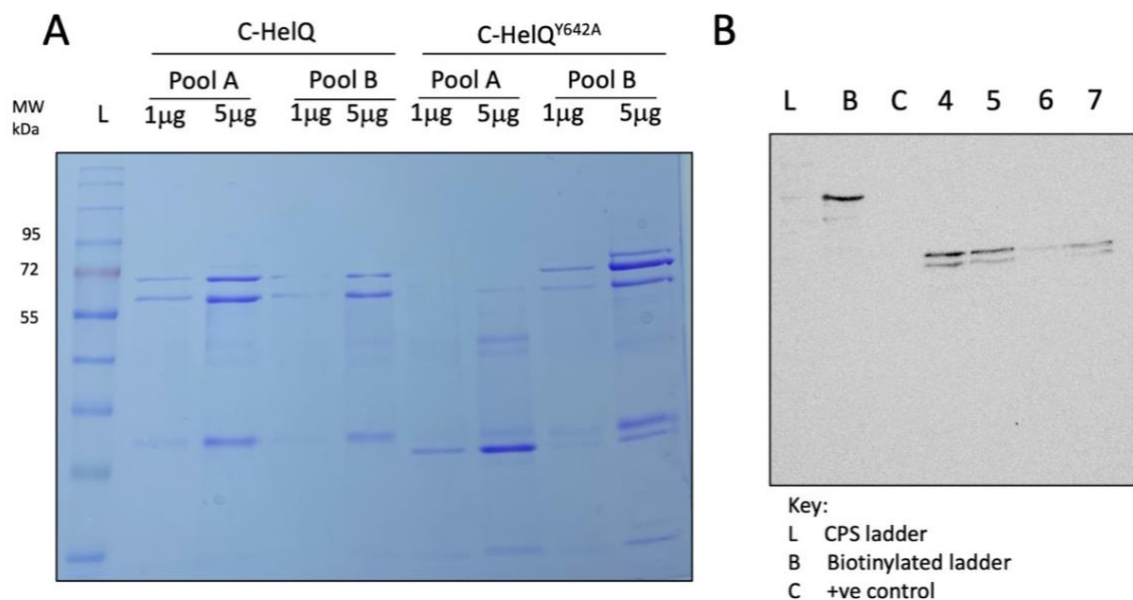 A
C-HelQ
C-HelQY642A
Pool A
Pool B
Pool A
Pool B
MW
kDa
L
1μg
5μg
1μg
5μg
1μg
5μg
1μg
5μg
95
72
55
B
L B C 4 5 6 7
Key:
L CPS ladder
B Biotinylated ladder
C +ve control